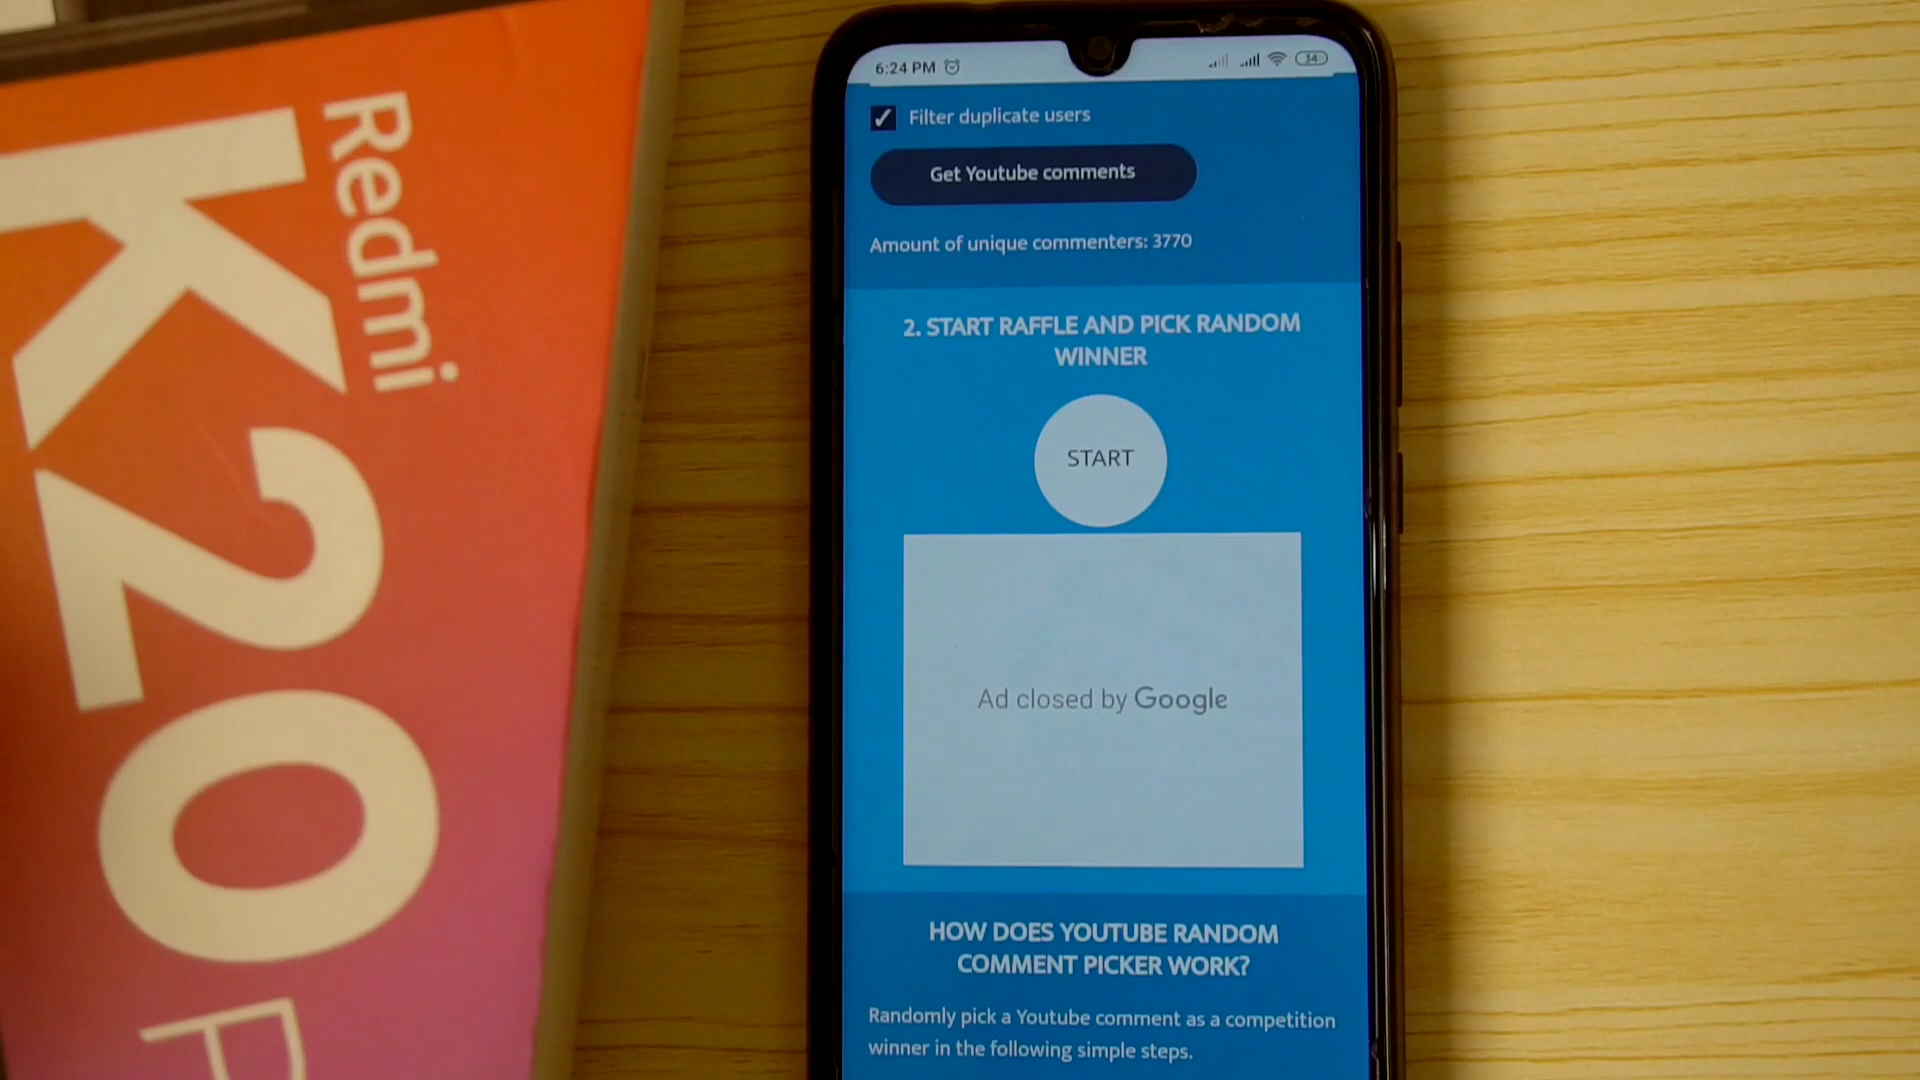 Redmi
K20 P
6:24 PM
34
Filter duplicate users
Get Youtube comments
Amount of unique commenters: 3770
2. START RAFFLE AND PICK RANDOM
WINNER
START
Ad closed by Google
HOW DOES YOUTUBE RANDOM
COMMENT PICKER WORK?
Randomly pick a Youtube comment as a competition
winner in the following simple steps.